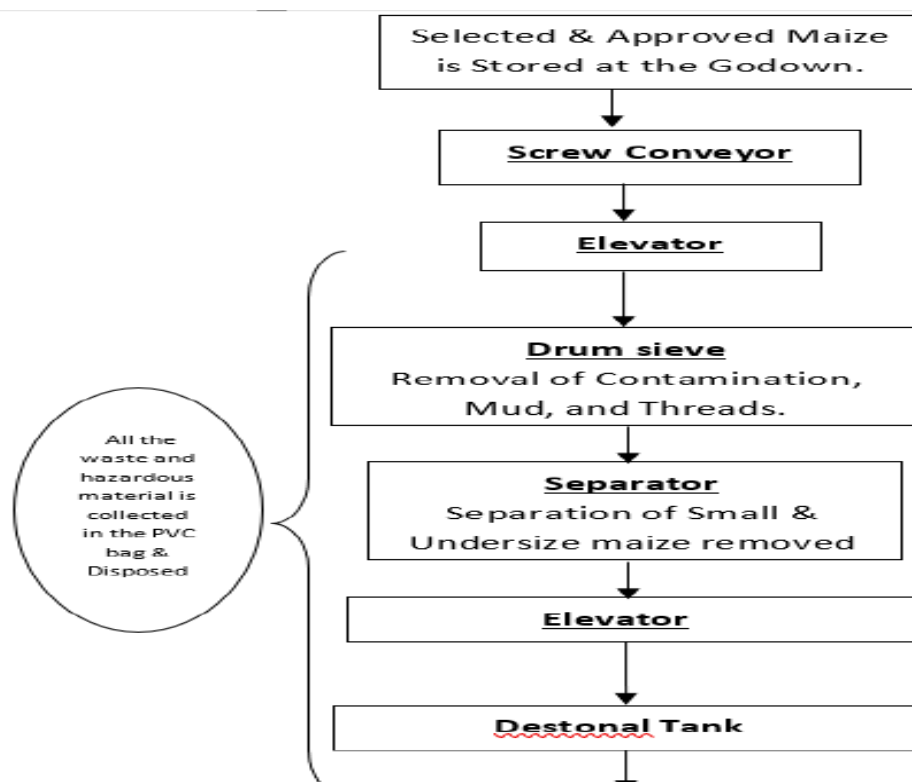 Selected & Approved Maize
is Stored at the Godown.
Screw Conveyor
Elevator
Drum sieve
Removal of Contamination,
Mud, and Threads.
All the
waste and
hazardous
material is
collected
in the PVC
bag &
Disposed
Separator
Separation of Small &
Undersize maize removed
Elevator
Destonal Tank